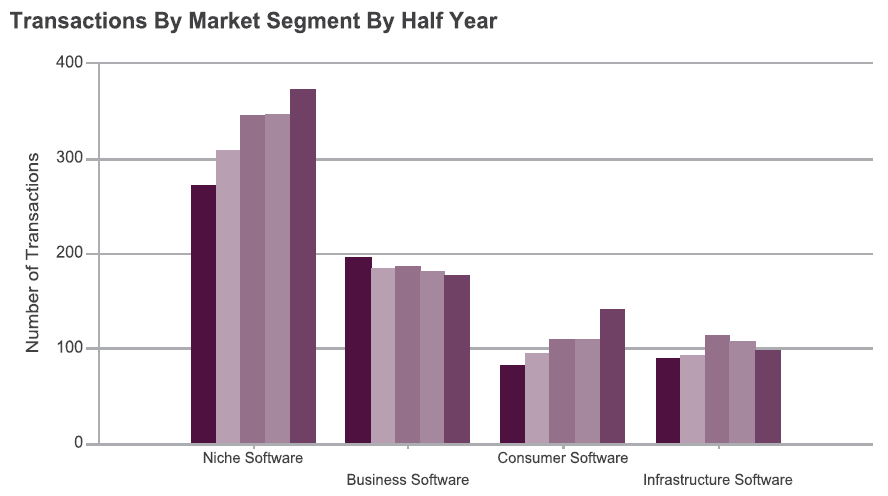 Transactions By Market Segment By Half Year
400
300
200
100
0
Number of Transactions
Niche Software
Business Software
Consumer Software
Infrastructure Software